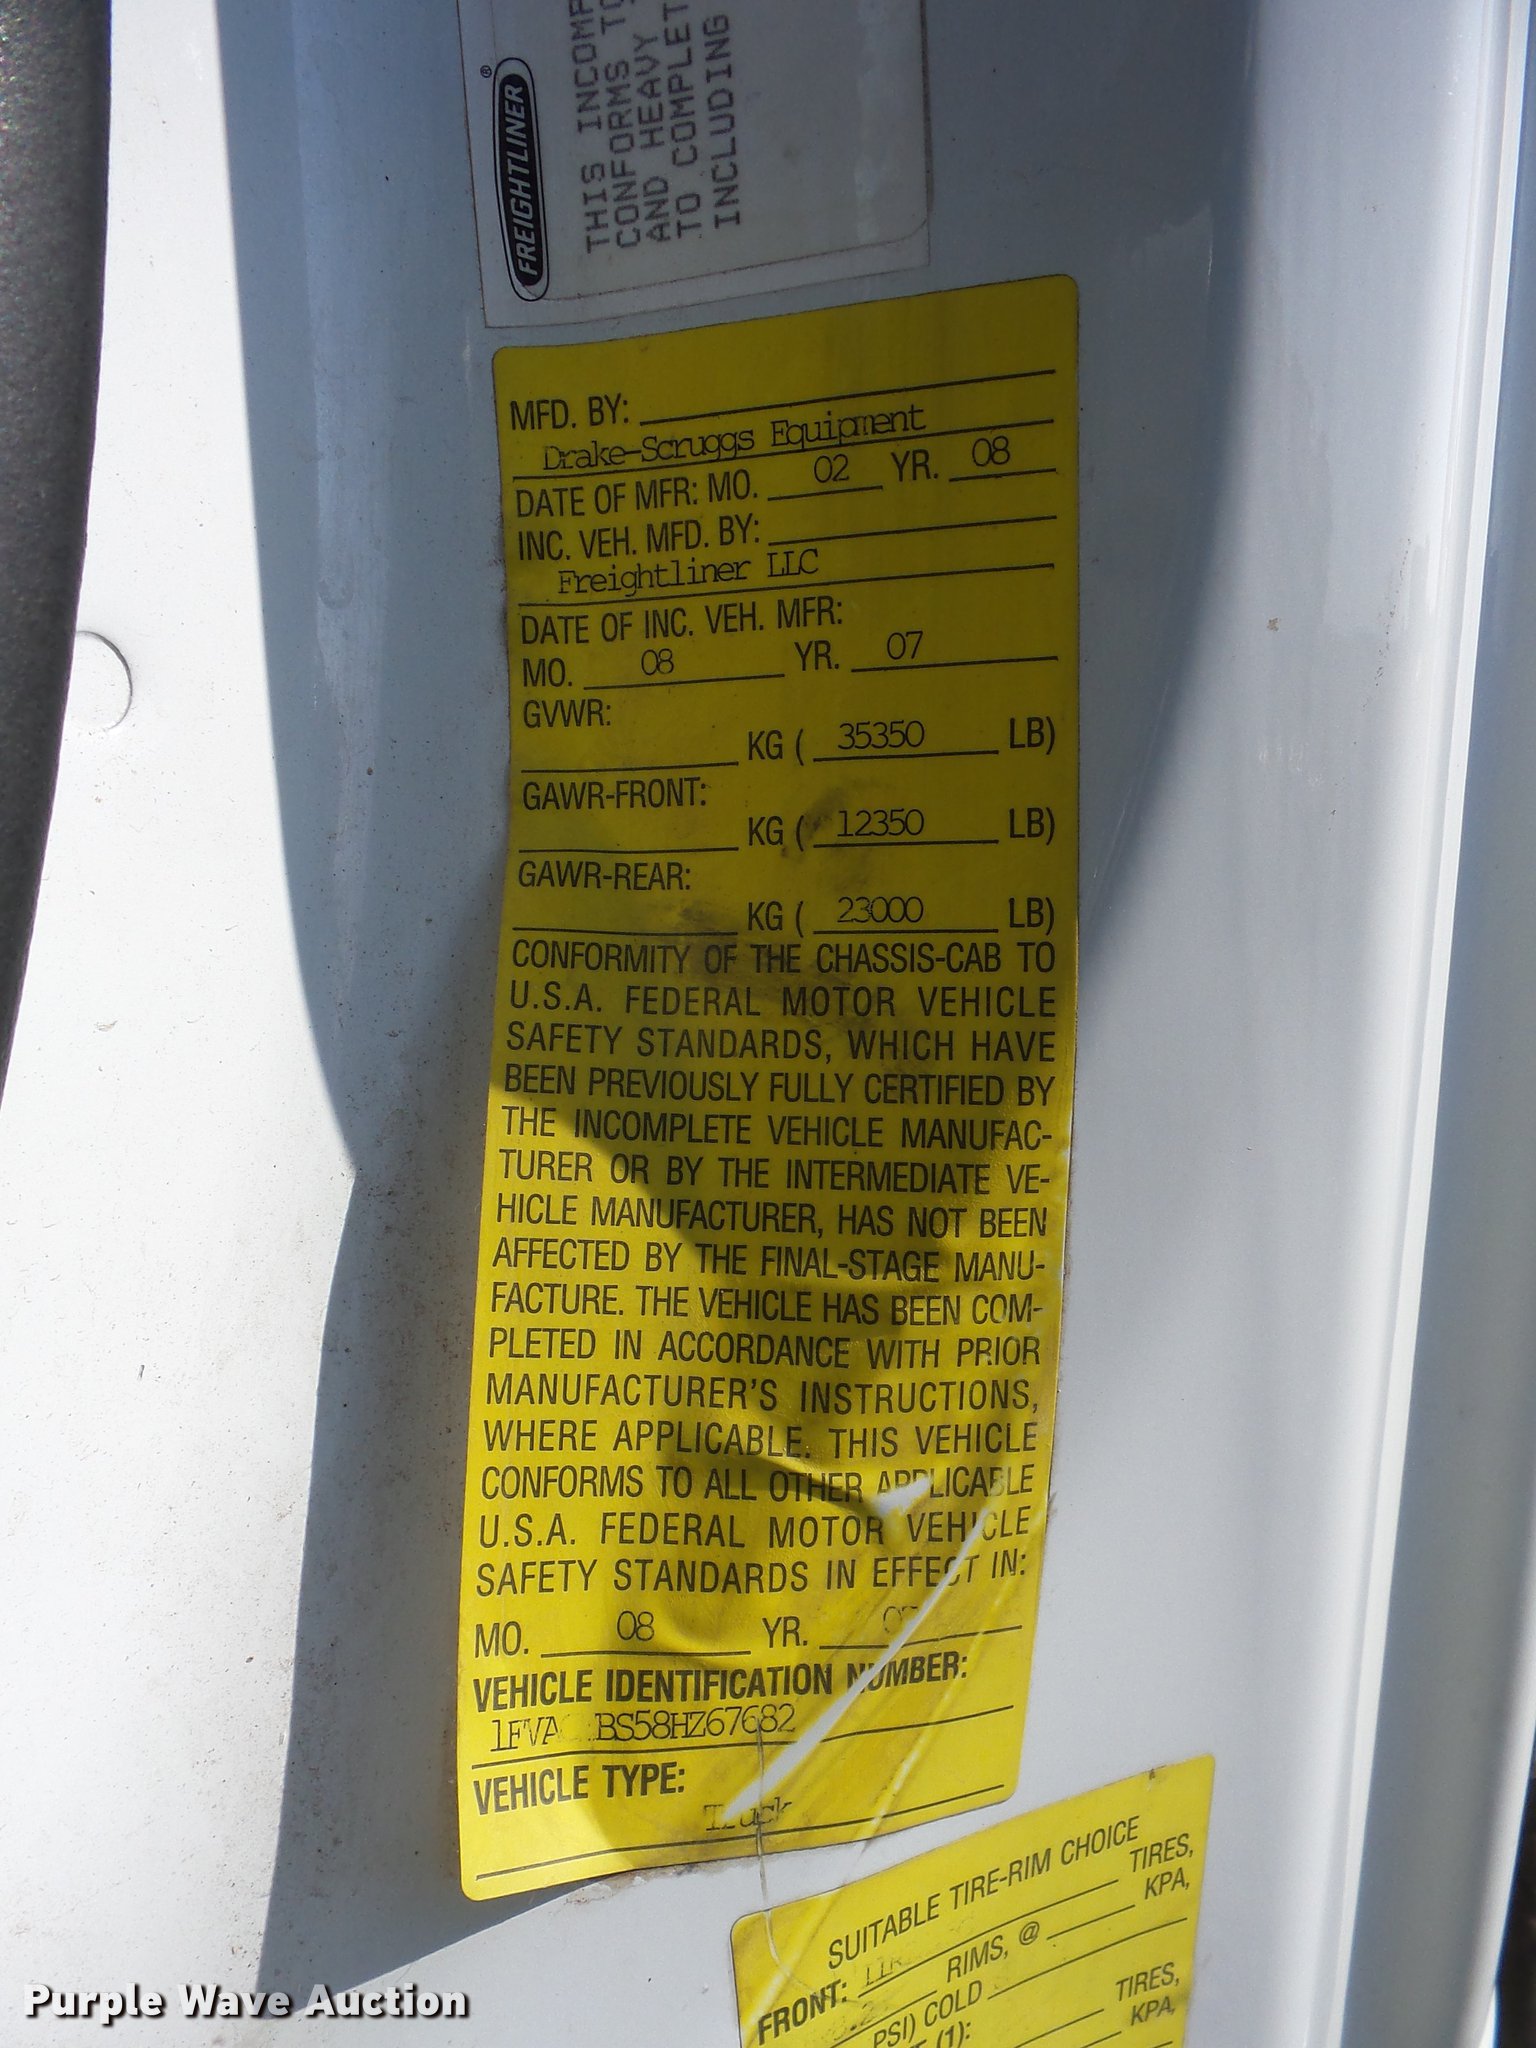 FREIGHTLINER ®
THIS
CONFORMS
AND HEAVY
TO
INCLUDING
MFD. BY:
Drake-Scruggs Equipment
DATE OF MFR: MO. 02 YR. 08
INC. VEH. MFD. BY:
Freightliner LLC
DATE OF INC. VEH. MFR:
MO. 08 YR. 07
GVWR:
KG ( 35350 LB)
GAWR-FRONT:
KG ( 12350 LB)
GAWR-REAR:
KG ( 23000 LB)
CONFORMITY OF THE CHASSIS-CAB TO
U.S.A. FEDERAL MOTOR VEHICLE
SAFETY STANDARDS, WHICH HAVE
BEEN PREVIOUSLY FULLY CERTIFIED BY
THE INCOMPLETE VEHICLE MANUFAC-
TURER OR BY THE INTERMEDIATE VE-
HICLE MANUFACTURER, HAS NOT BEEN
AFFECTED BY THE FINAL-STAGE MANU-
FACTURE. THE VEHICLE HAS BEEN COM-
PLETED IN ACCORDANCE WITH PRIOR
MANUFACTURER'S INSTRUCTIONS,
WHERE APPLICABLE. THIS VEHICLE
CONFORMS TO ALL OTHER APPLICABLE
U.S.A. FEDERAL MOTOR VEHICLE
SAFETY STANDARDS IN EFFECT IN:
MO. 08 YR.
VEHICLE IDENTIFICATION NUMBER:
1FVA BS58HZ67682
VEHICLE TYPE:
Truck
SUITABLE TIRE-RIM CHOICE
FRONT: TIRES,
RIMS, @ KPA,
PSI) COLD
(1): TIRES,
KPA,
Purple Wave Auction